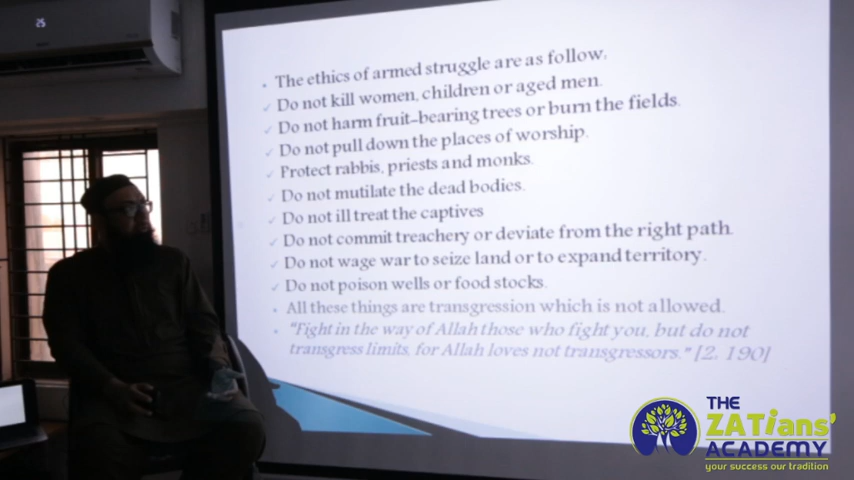 The ethics of armed struggle are as follow,
Do not kill women, children or aged men.
Do not harm fruit-bearing trees or burn the fields.
Do not pull down the places of worship.
Protect rabbis, priests and monks.
Do not mutilate the dead bodies.
Do not ill treat the captives
Do not commit treachery or deviate from the right path.
Do not wage war to seize land or to expand territory.
Do not poison wells or food stocks.
All these things are transgression which is not allowed.
"Fight in the way of Allah those who fight you, but do not
transgress limits, for Allah loves not transgressors." [2, 190]
THE
ZATians'
ACADEMY
your success our tradition